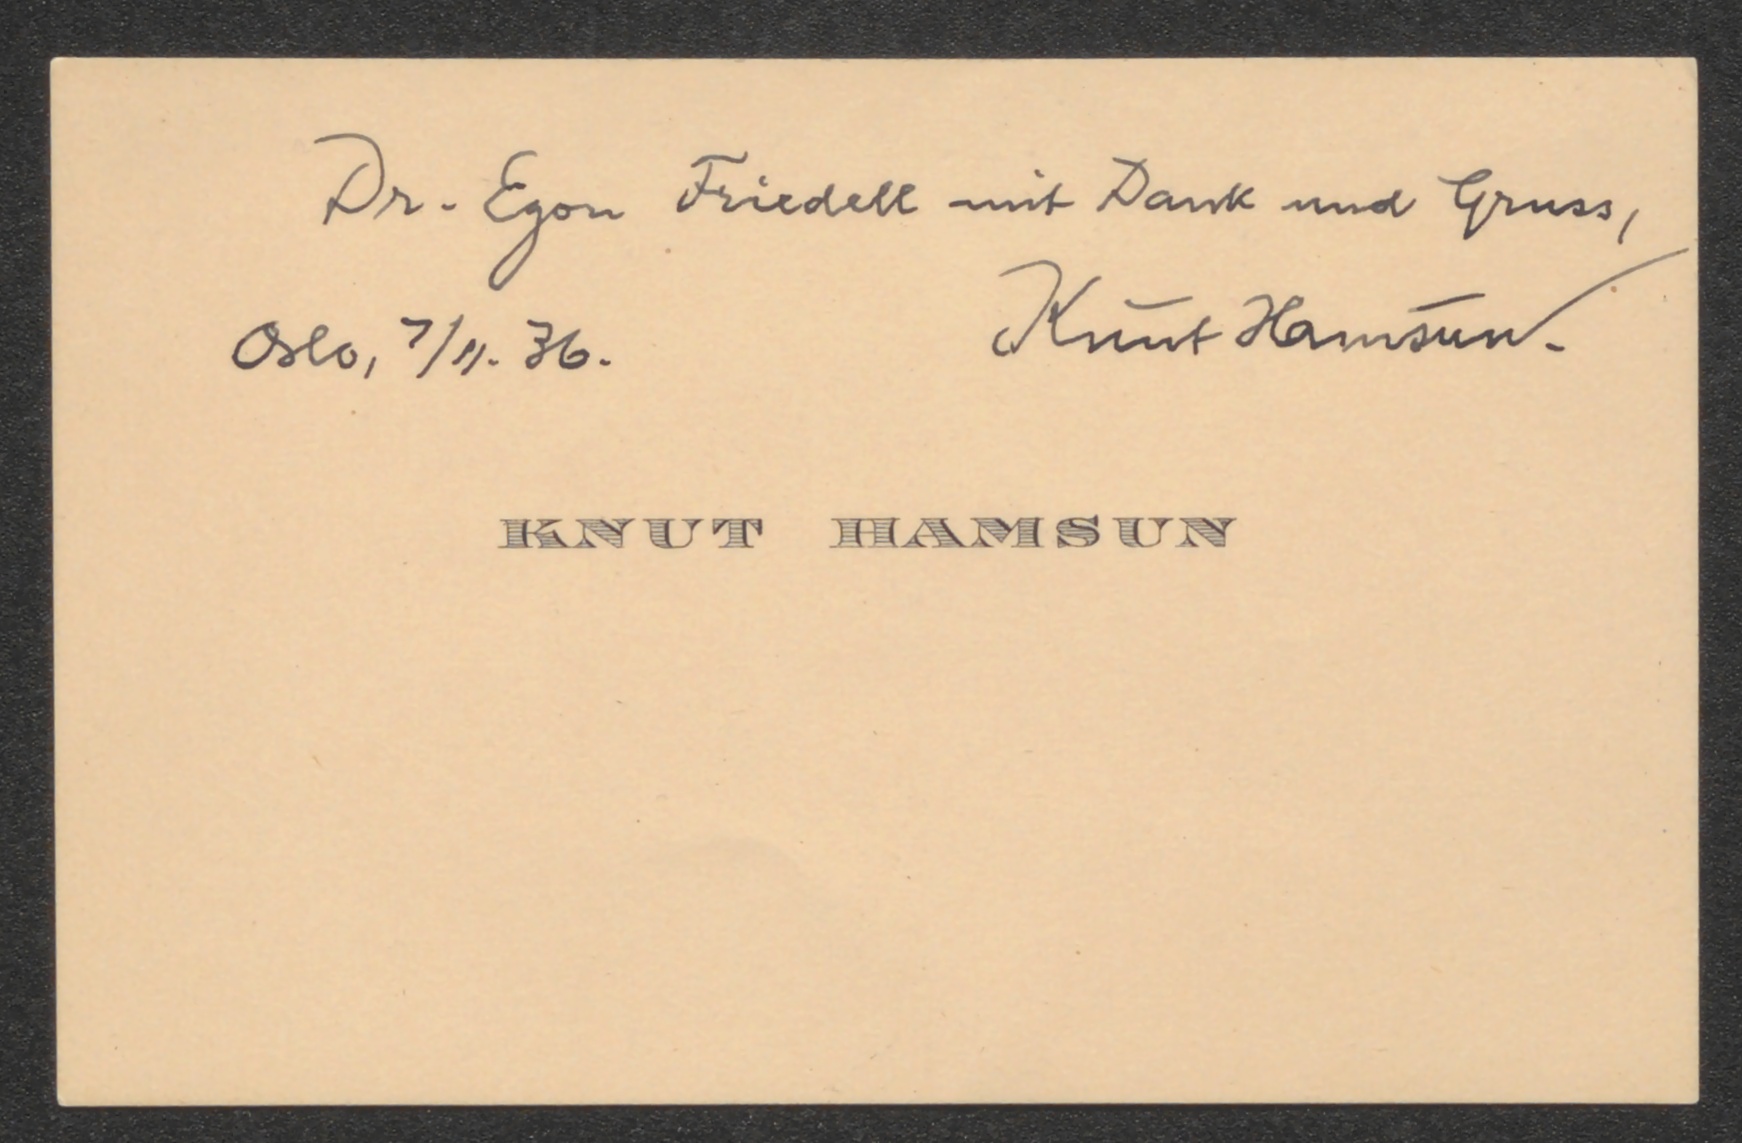 Dr. Egon Friedell mit Dank und Gruss,
Knut Hamsun.
Oslo, 7/11. 36.
KNUT HAMSUN